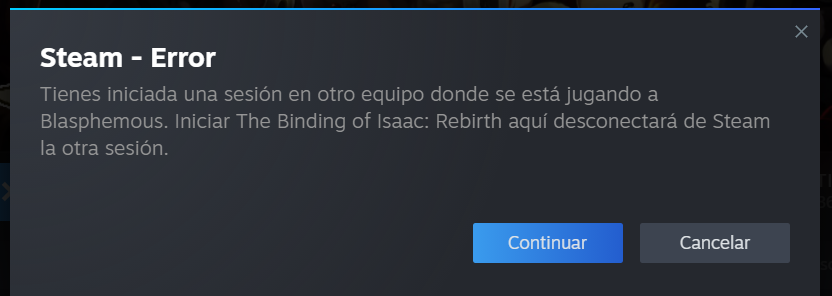 Steam - Error
Tienes iniciada una sesión en otro equipo donde se está jugando a
Blasphemous. Iniciar The Binding of Isaac: Rebirth aquí desconectará de Steam
la otra sesión.
Continuar
Cancelar